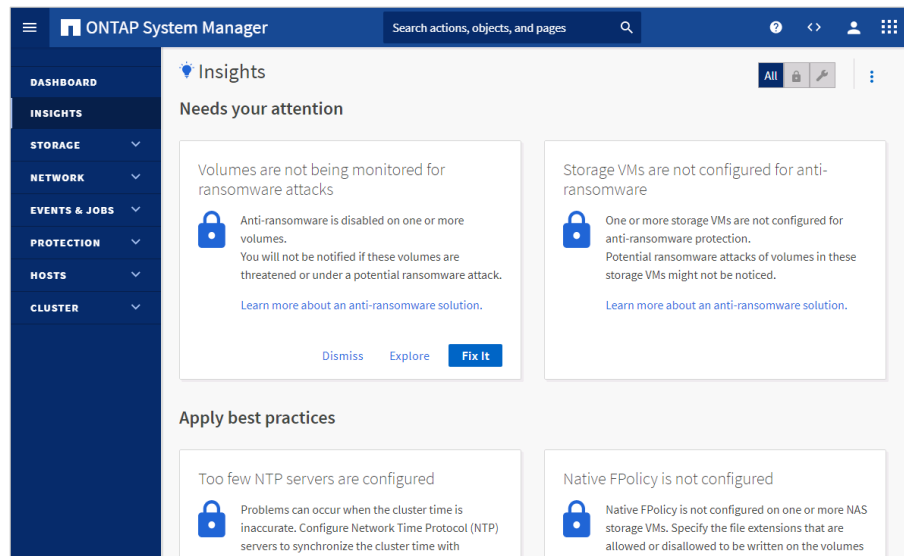 ONTAP System Manager
Search actions, objects, and pages
DASHBOARD
INSIGHTS
STORAGE
NETWORK
EVENTS & JOBS
PROTECTION
HOSTS
CLUSTER
Insights
All
Needs your attention
Volumes are not being monitored for
ransomware attacks
Anti-ransomware is disabled on one or more
volumes.
You will not be notified if these volumes are
threatened or under a potential ransomware attack.
Learn more about an anti-ransomware solution.
Dismiss Explore Fix It
Storage VMs are not configured for anti-
ransomware
One or more storage VMs are not configured for
anti-ransomware protection.
Potential ransomware attacks of volumes in these
storage VMs might not be noticed.
Learn more about an anti-ransomware solution.
Apply best practices
Too few NTP servers are configured
Problems can occur when the cluster time is
inaccurate. Configure Network Time Protocol (NTP)
servers to synchronize the cluster time with
Native FPolicy is not configured
Native FPolicy is not configured on one or more NAS
storage VMs. Specify the file extensions that are
allowed or disallowed to be written on the volumes